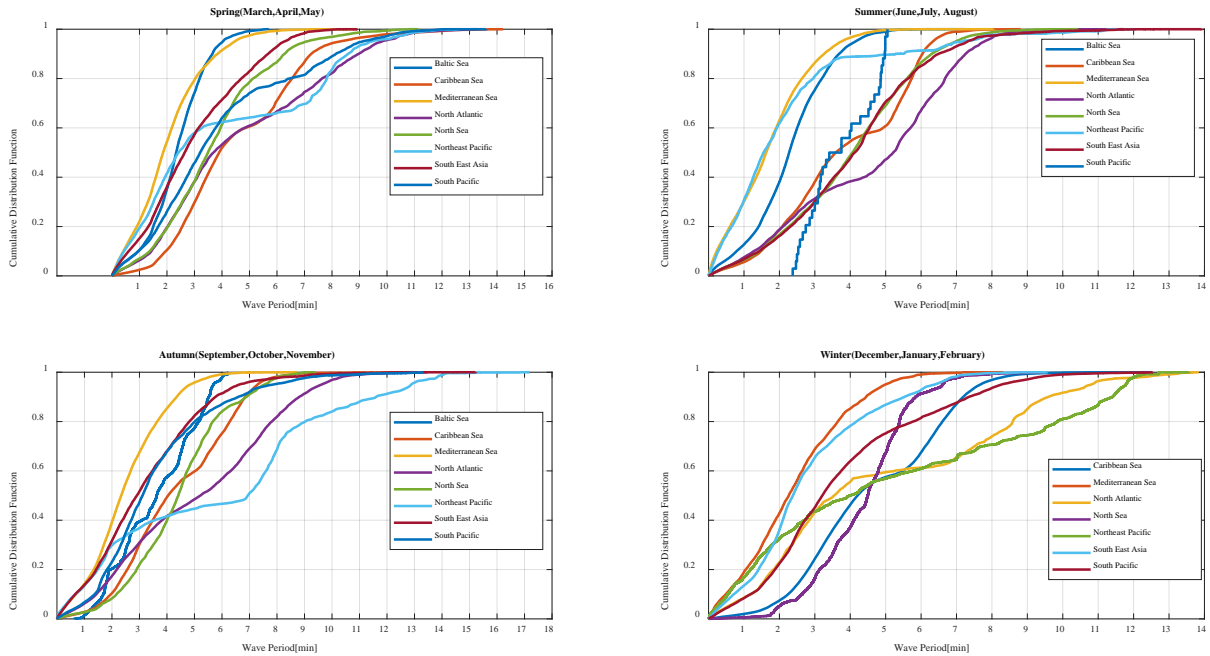 Spring(March,April,May)
1
0.8
0.6
0.4
0.2
0
Cumulative Distribution Function
1 2 3 4 5 6 7 8 9 10 11 12 13 14 15 16
Wave Period[min]
Baltic Sea
Caribbean Sea
Mediterranean Sea
North Atlantic
North Sea
Northeast Pacific
South East Asia
South Pacific
Summer(June,July, August)
1
0.8
0.6
0.4
0.2
0
Cumulative Distribution Function
1 2 3 4 5 6 7 8 9 10 11 12 13 14
Wave Period[min]
Baltic Sea
Caribbean Sea
Mediterranean Sea
North Atlantic
North Sea
Northeast Pacific
South East Asia
South Pacific
Autumn(September,October,November)
1
0.8
0.6
0.4
0.2
0
Cumulative Distribution Function
1 2 3 4 5 6 7 8 9 10 11 12 13 14 15 16 17 18
Wave Period[min]
Baltic Sea
Caribbean Sea
Mediterranean Sea
North Atlantic
North Sea
Northeast Pacific
South East Asia
South Pacific
Winter(December,January,February)
1
0.8
0.6
0.4
0.2
0
Cumulative Distribution Function
1 2 3 4 5 6 7 8 9 10 11 12 13 14
Wave Period[min]
Caribbean Sea
Mediterranean Sea
North Atlantic
North Sea
Northeast Pacific
South East Asia
South Pacific